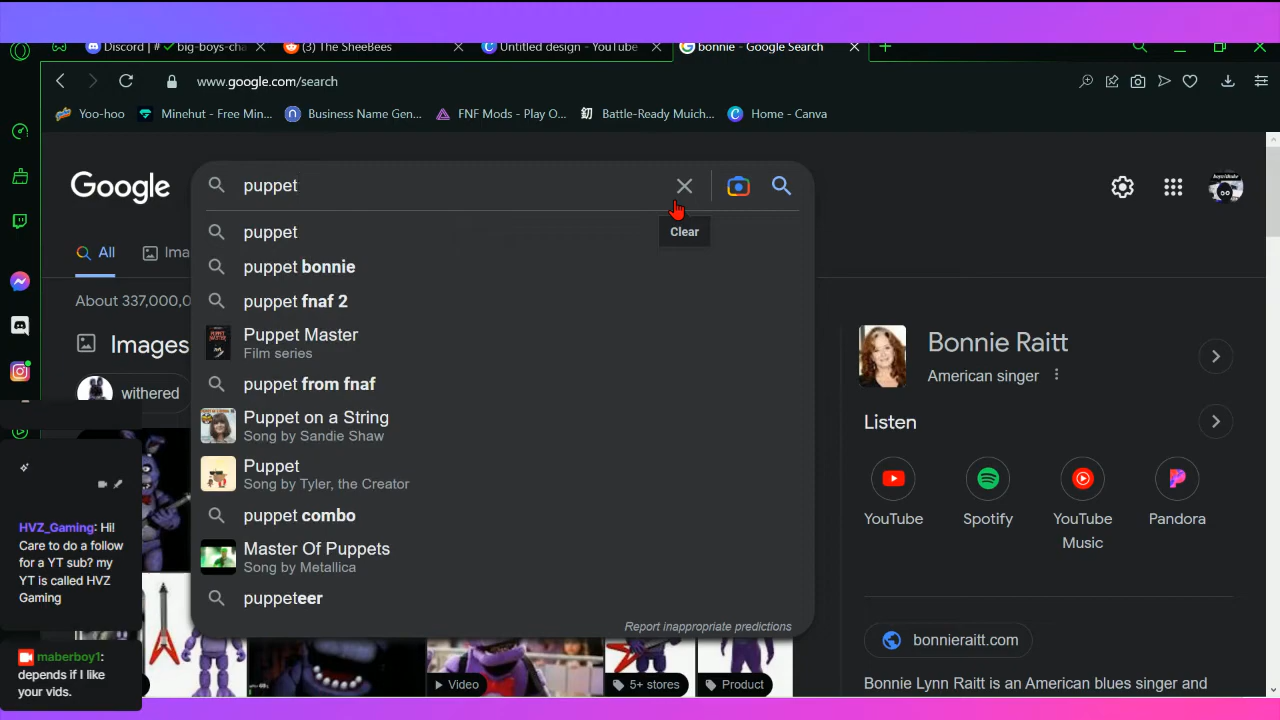 Discord | # ✓big-boys-cha
(3) The SheeBees
Untitled design - YouTube
bonnie - Google Search
www.google.com/search
Yoo-hoo
Minehut - Free Min...
Business Name Gen...
FNF Mods - Play O...
Battle-Ready Muich...
Home - Canva
Google
puppet
Clear
All
Ima
About 337,000,0
Images
withered
puppet
puppet bonnie
puppet fnaf 2
Puppet Master
Film series
puppet from fnaf
Puppet on a String
Song by Sandie Shaw
Puppet
Song by Tyler, the Creator
puppet combo
Master Of Puppets
Song by Metallica
puppeteer
Report inappropriate predictions
Video
5+ stores
Product
Bonnie Raitt
American singer
Listen
YouTube
Spotify
YouTube
Music
Pandora
bonnieraitt.com
Bonnie Lynn Raitt is an American blues singer and
HVZ_Gaming: Hi!
Care to do a follow
for a YT sub? my
YT is called HVZ
Gaming
maberboy1:
depends if I like
your vids.